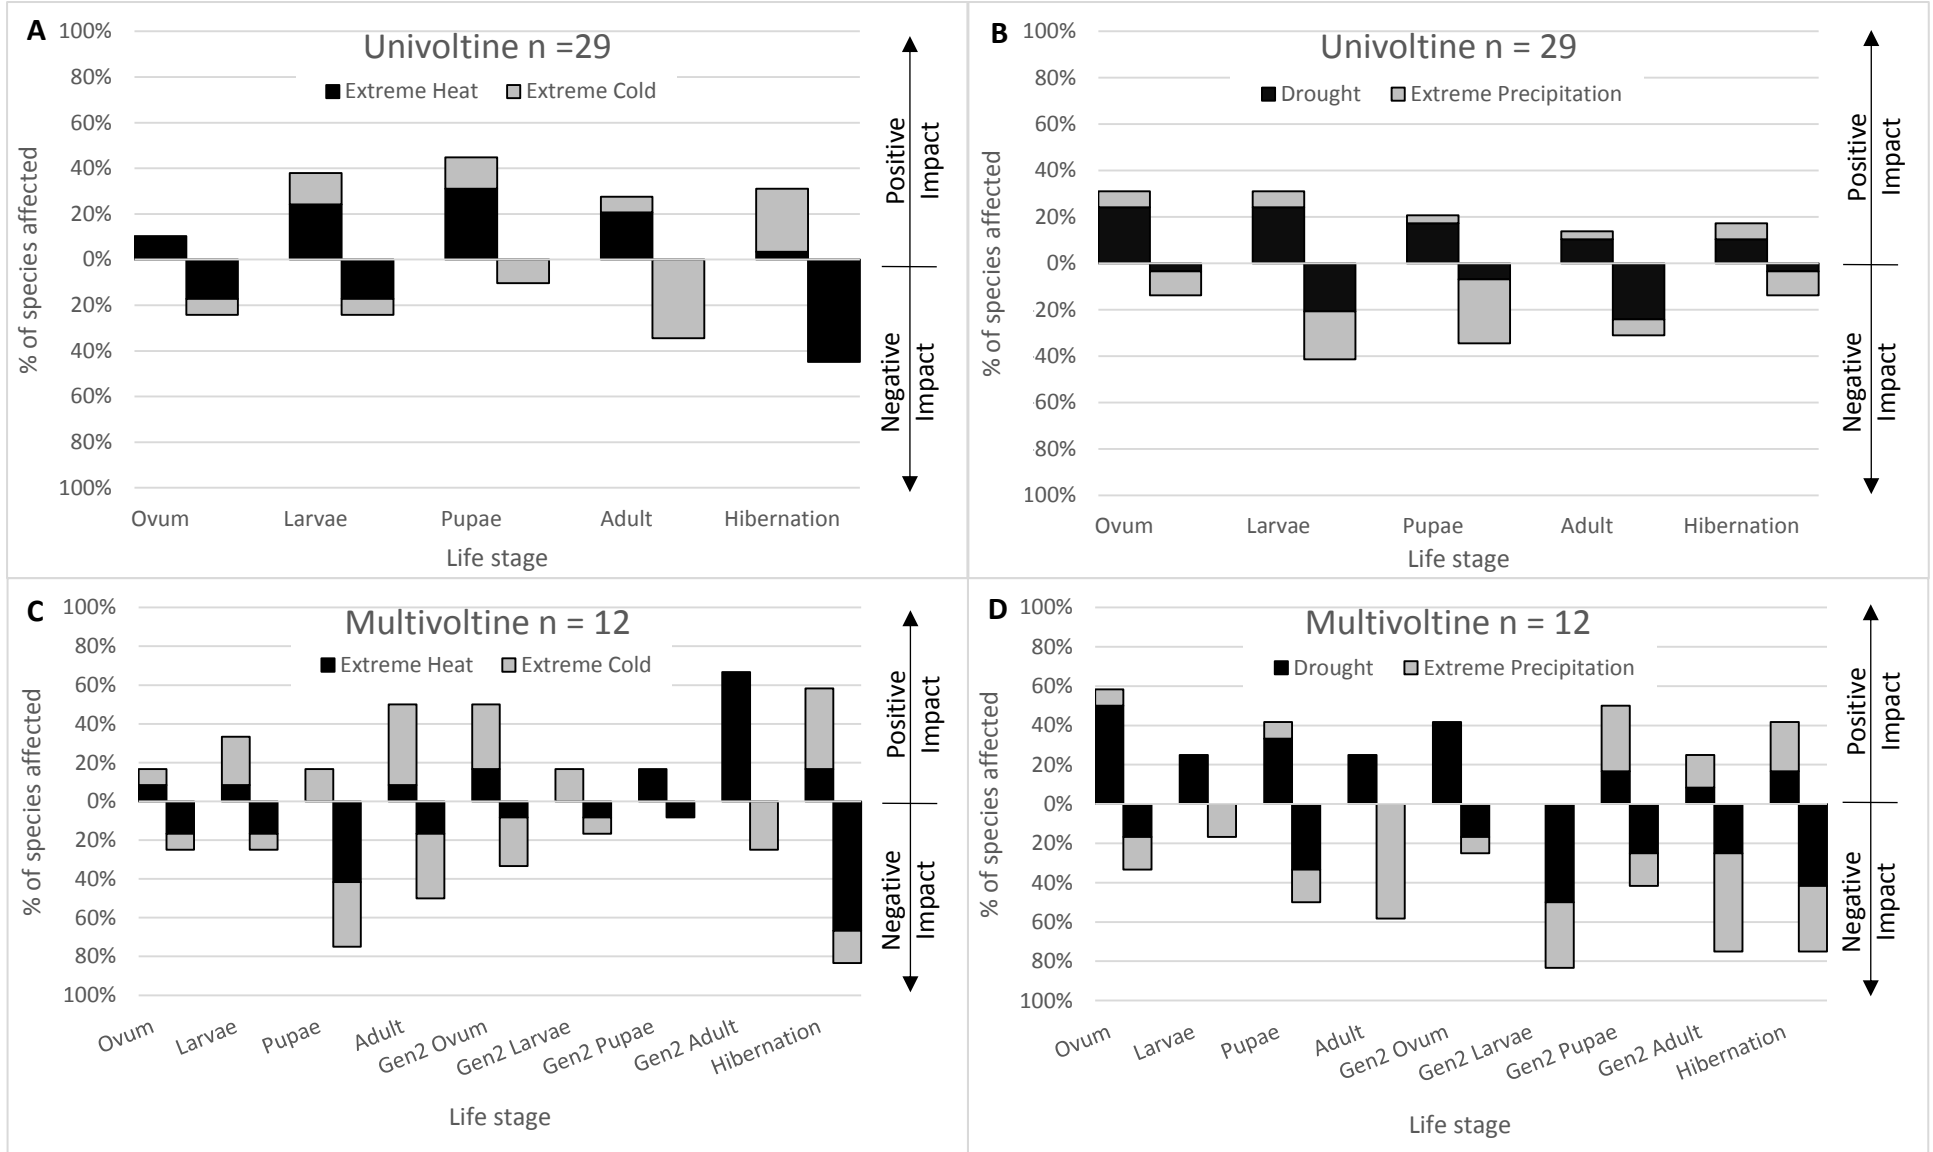 A
Univoltine n =29
Extreme Heat Extreme Cold
100%
80%
60%
40%
20%
0%
20%
40%
60%
80%
100%
% of species affected
Ovum Larvae Pupae Adult Hibernation
Life stage
Positive
Impact
Negative
Impact
B
Univoltine n = 29
Drought Extreme Precipitation
100%
80%
60%
40%
20%
0%
20%
40%
60%
80%
100%
% of species affected
Ovum Larvae Pupae Adult Hibernation
Life stage
Positive
Impact
Negative
Impact
C
Multivoltine n = 12
Extreme Heat Extreme Cold
100%
80%
60%
40%
20%
0%
20%
40%
60%
80%
100%
% of species affected
Ovum Larvae Pupae Adult Gen2 Ovum Gen2 Larvae Gen2 Pupae Gen2 Adult Hibernation
Life stage
Positive
Impact
Negative
Impact
D
Multivoltine n = 12
Drought Extreme Precipitation
100%
80%
60%
40%
20%
0%
20%
40%
60%
80%
100%
% of species affected
Ovum Larvae Pupae Adult Gen2 Ovum Gen2 Larvae Gen2 Pupae Gen2 Adult Hibernation
Life stage
Positive
Impact
Negative
Impact